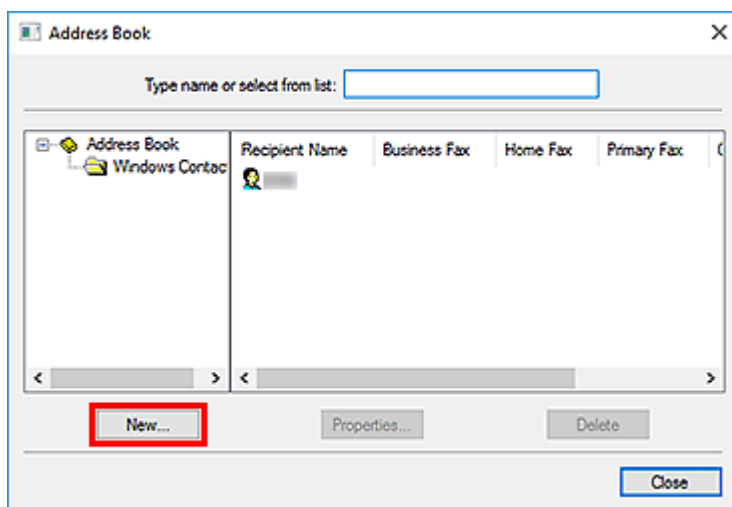 Address Book
Type name or select from list:
Address Book
Windows Contac
Recipient Name Business Fax Home Fax Primary Fax
New... Properties... Delete
Close